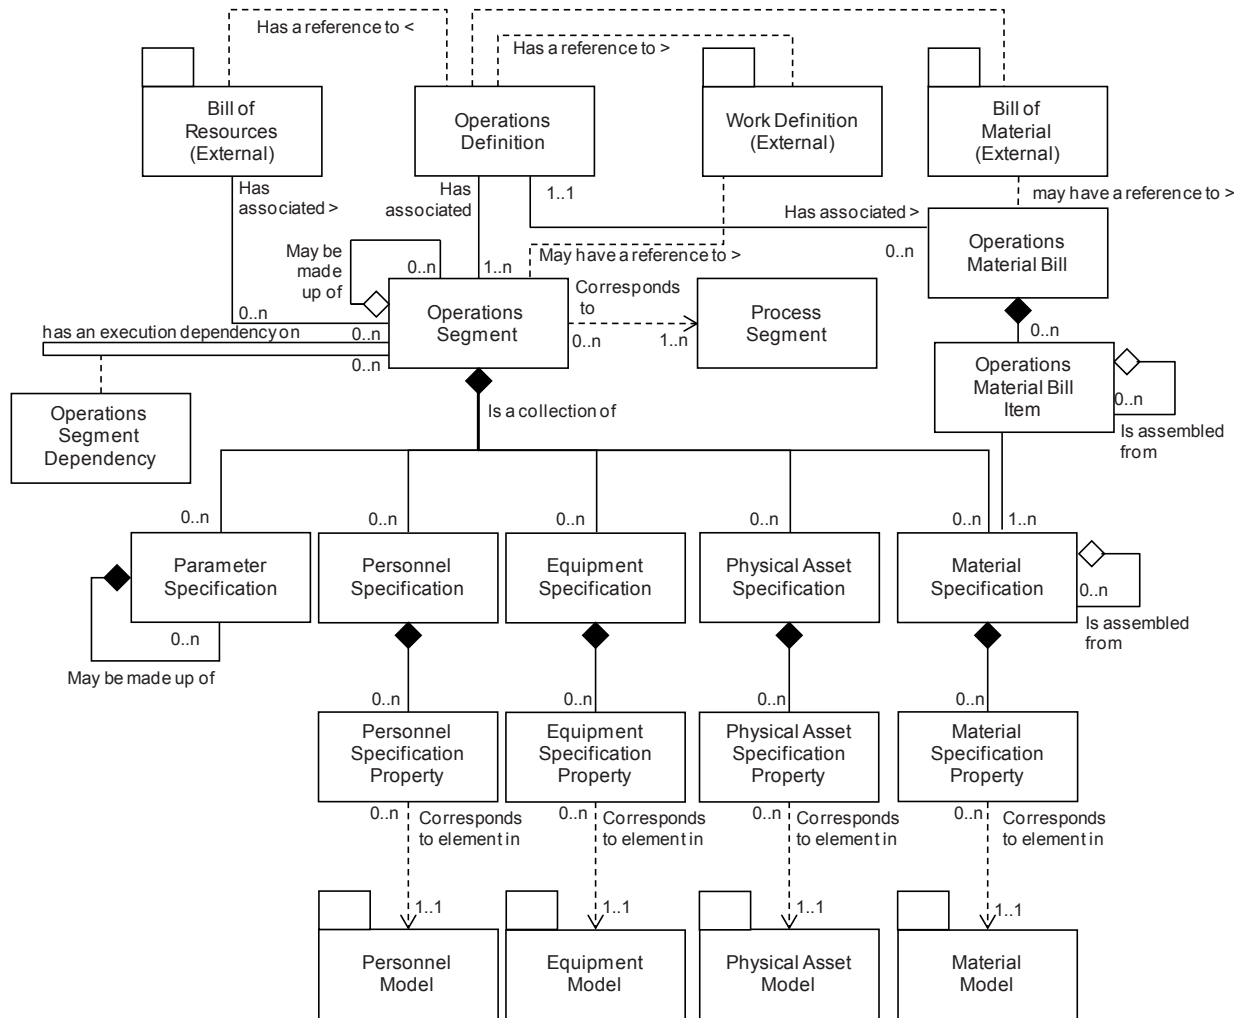 Has a reference to <
Has a reference to >
Bill of
Resources
(External)
Operations
Definition
Work Definition
(External)
Bill of
Material
(External)
Has
associated >
Has
associated
1..1
may have a reference to >
Has associated >
0..n
Operations
Material Bill
May be
made
up of
0..n
1..n
May have a reference to >
Operations
Segment
Corresponds
to
0..n
1..n
Process
Segment
0..n
has an execution dependency on
0..n
0..n
0..n
Operations
Material Bill
Item
0..n
Is assembled
from
Operations
Segment
Dependency
Is a collection of
0..n
0..n
0..n
0..n
0..n
1..n
Parameter
Specification
Personnel
Specification
Equipment
Specification
Physical Asset
Specification
Material
Specification
0..n
Is assembled
from
0..n
May be made up of
0..n
0..n
0..n
0..n
Personnel
Specification
Property
Equipment
Specification
Property
Physical Asset
Specification
Property
Material
Specification
Property
0..n
Corresponds
to element in
0..n
Corresponds
to element in
0..n
Corresponds
to element in
0..n
Corresponds
to element in
1..1
1..1
1..1
1..1
Personnel
Model
Equipment
Model
Physical Asset
Model
Material
Model